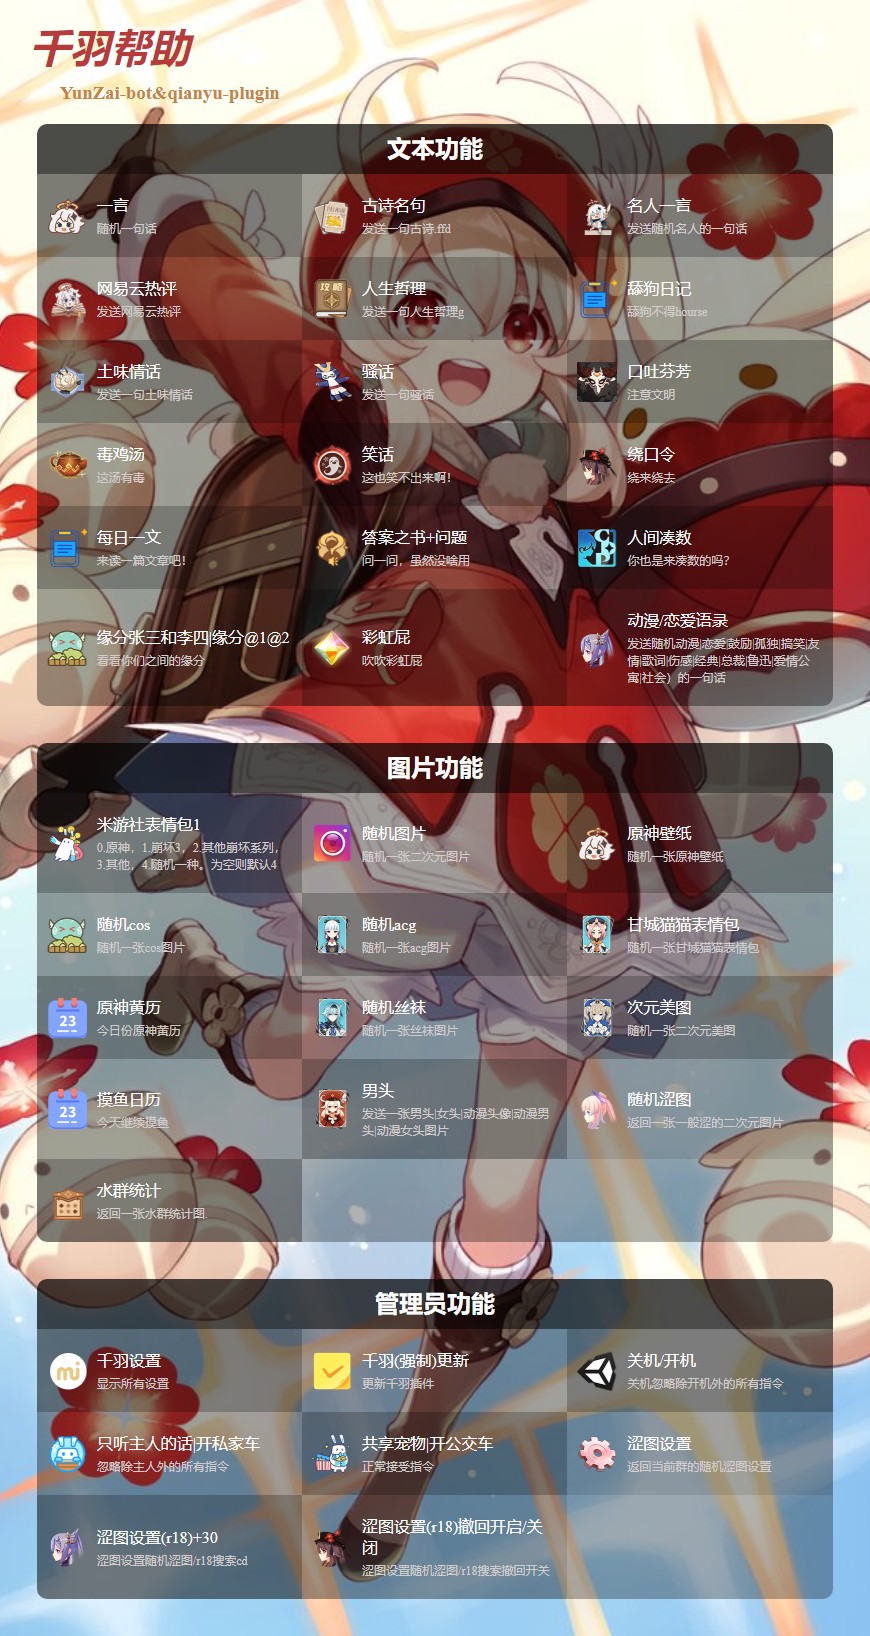 千羽帮助
YunZai-bot&qianyu-plugin
文本功能
一言
随机一句话
古诗名句
发送一句古诗.ffd
名人一言
发送随机名人的一句话
网易云热评
发送网易云热评
人生哲理
发送一句人生哲理g
舔狗日记
舔狗不得hourse
土味情话
发送一句土味情话
骚话
发送一句骚话
口吐芬芳
注意文明
毒鸡汤
这汤有毒
笑话
这也笑不出来啊!
绕口令
绕来绕去
每日一文
来读一篇文章吧!
答案之书+问题
问一问，虽然没啥用
人间凑数
你也是来凑数的吗?
缘分张三和李四|缘分@1@2
看看你们之间的缘分
彩虹屁
吹吹彩虹屁
动漫/恋爱语录
发送随机动漫|恋爱|鼓励|孤独|搞笑|友
情|歌词|伤感|经典|总裁|鲁迅|爱情公
寓|社会）的一句话
图片功能
米游社表情包1
0.原神，1.崩坏3，2.其他崩坏系列，
3.其他，4.随机一种。为空则默认4
随机图片
随机一张二次元图片
原神壁纸
随机一张原神壁纸
随机cos
随机一张cos图片
随机acg
随机一张acg图片
甘城猫猫表情包
随机一张甘城猫猫表情包
原神黄历
今日份原神黄历
随机丝袜
随机一张丝袜图片
次元美图
随机一张二次元美图
摸鱼日历
今天继续摸鱼
男头
发送一张男头|女头|动漫头像|动漫男
头|动漫女头图片
随机涩图
返回一张一般涩的二次元图片
水群统计
返回一张水群统计图.
管理员功能
千羽设置
显示所有设置
千羽(强制)更新
更新千羽插件
关机/开机
关机忽略除开机外的所有指令
只听主人的话|开私家车
忽略除主人外的所有指令
共享宠物|开公交车
正常接受指令
涩图设置
返回当前群的随机涩图设置
涩图设置(r18)+30
涩图设置随机涩图/r18搜索cd
涩图设置(r18)撤回开启/关
闭
涩图设置随机涩图/r18搜索撤回开关